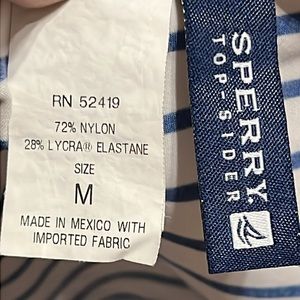 RN 52419
72% NYLON
28% LYCRA® ELASTANE
SIZE
M
MADE IN MEXICO WITH
IMPORTED FABRIC
SPERRY
TOP-SIDER